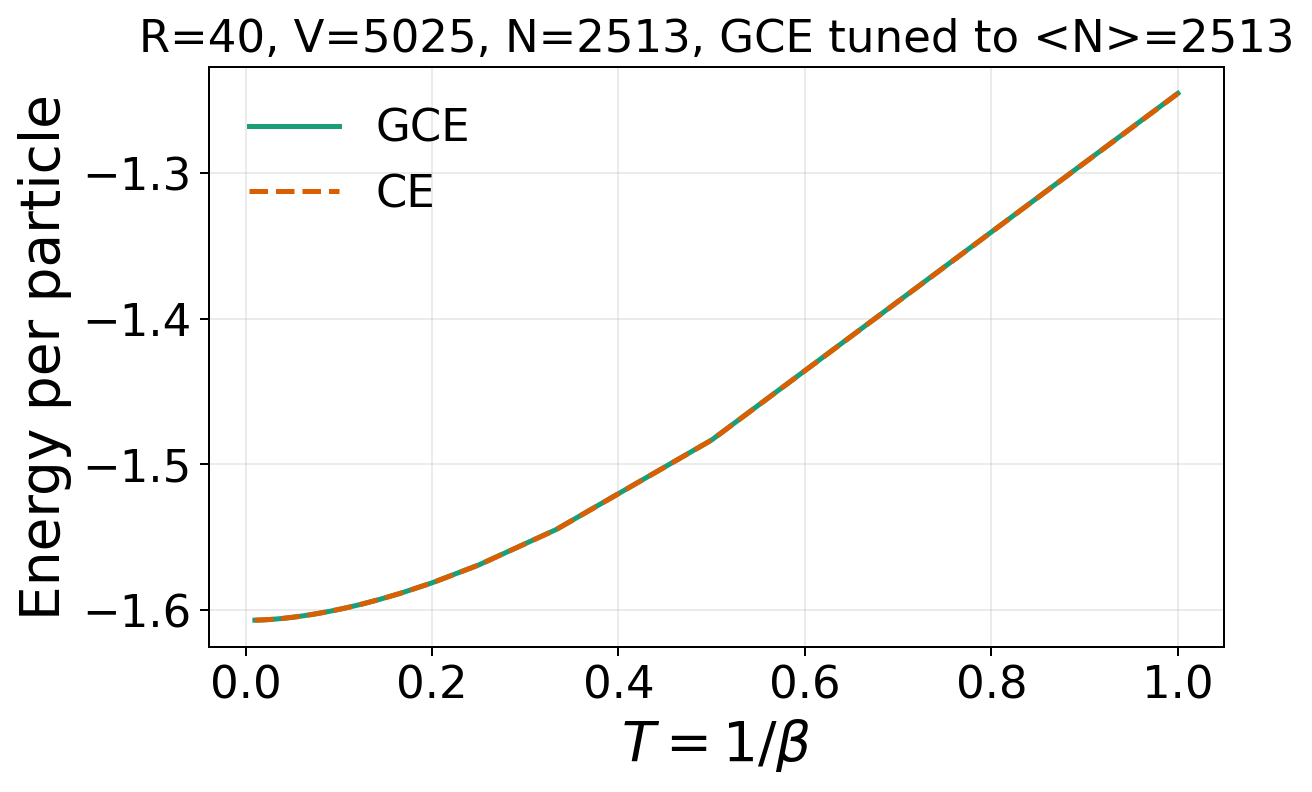 R=40, V=5025, N=2513, GCE tuned to <N>=2513
GCE
CE
Energy per particle
−1.3
−1.4
−1.5
−1.6
0.0 0.2 0.4 0.6 0.8 1.0
T = 1/β